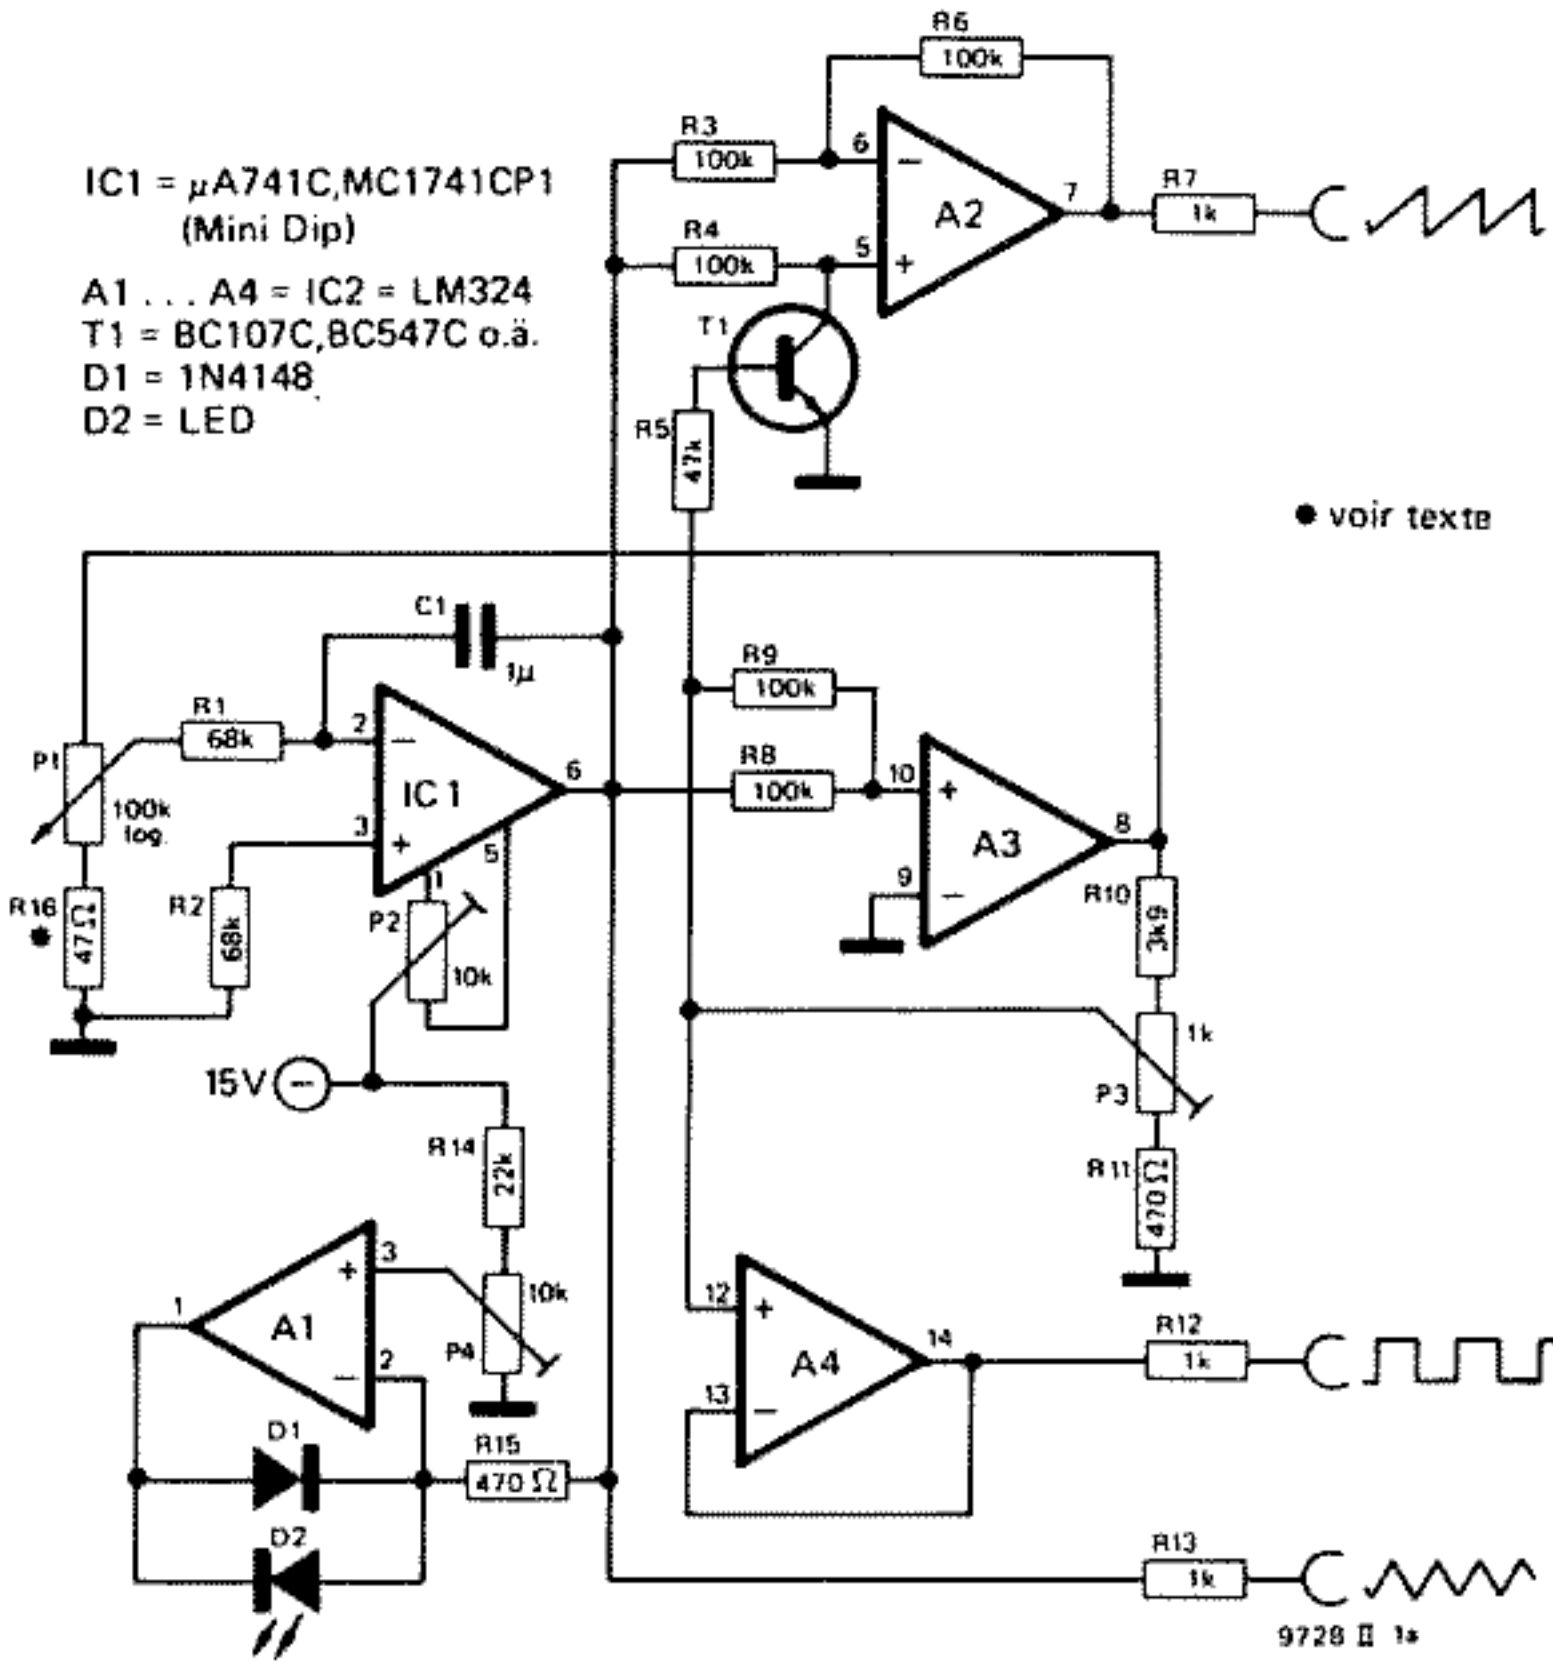 R6
100k
R3
100k
6
A2
7
R7
1k
IC1 = µA741C,MC1741CP1
(Mini Dip)
R4
100k
5
+
−
A1 . . . A4 = IC2 = LM324
T1 = BC107C,BC547C o.ä.
D1 = 1N4148
D2 = LED
T1
R5
47k
● voir texte
C1
1µ
R9
100k
R1
68k
2
−
P1
100k
log.
IC1
6
R8
100k
10
+
A3
8
3
+
5
1
9
−
R10
3k9
R16
●
47Ω
R2
68k
P2
10k
1k
P3
15V
−
R14
22k
R11
470Ω
3
+
10k
1
A1
2
−
P4
12
+
A4
14
13
−
R12
1k
D1
R15
470Ω
D2
R13
1k
9728 II 1a